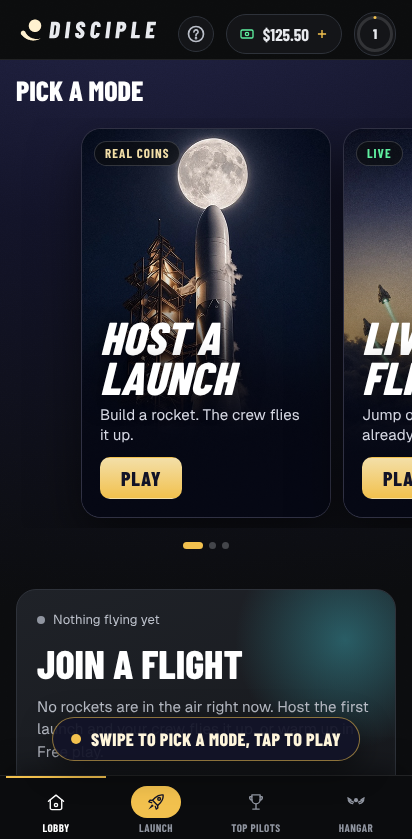 DISCIPLE
$125.50 +
1
PICK A MODE
REAL COINS
LIVE
HOST A
LAUNCH
Build a rocket. The crew flies
it up.
PLAY
Jump
already
Nothing flying yet
JOIN A FLIGHT
No rockets are in the air right now. Host the first
SWIPE TO PICK A MODE, TAP TO PLAY
LOBBY
LAUNCH
TOP PILOTS
HANGAR